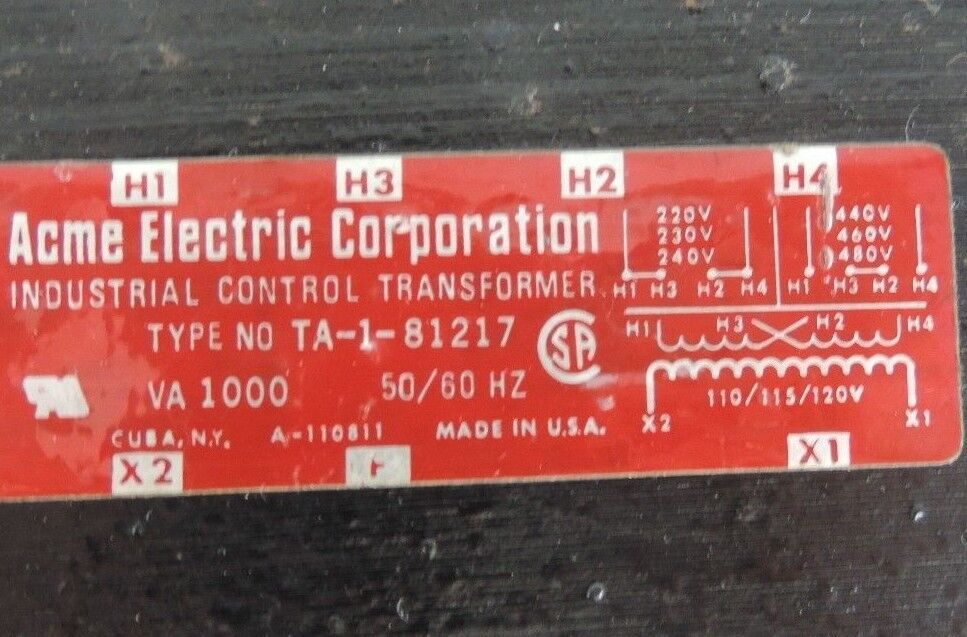 H1 H3 H2 H4
Acme Electric Corporation
INDUSTRIAL CONTROL TRANSFORMER
TYPE NO TA-1-81217
VA 1000 50/60 HZ
CUBA, N.Y. A-110811 MADE IN U.S.A.
X2 F X1
220V
230V
240V
H1 H3 H2 H4
440V
460V
480V
H1 H3 H2 H4
H1 H3 H2 H4
110/115/120V
X2 X1
SA